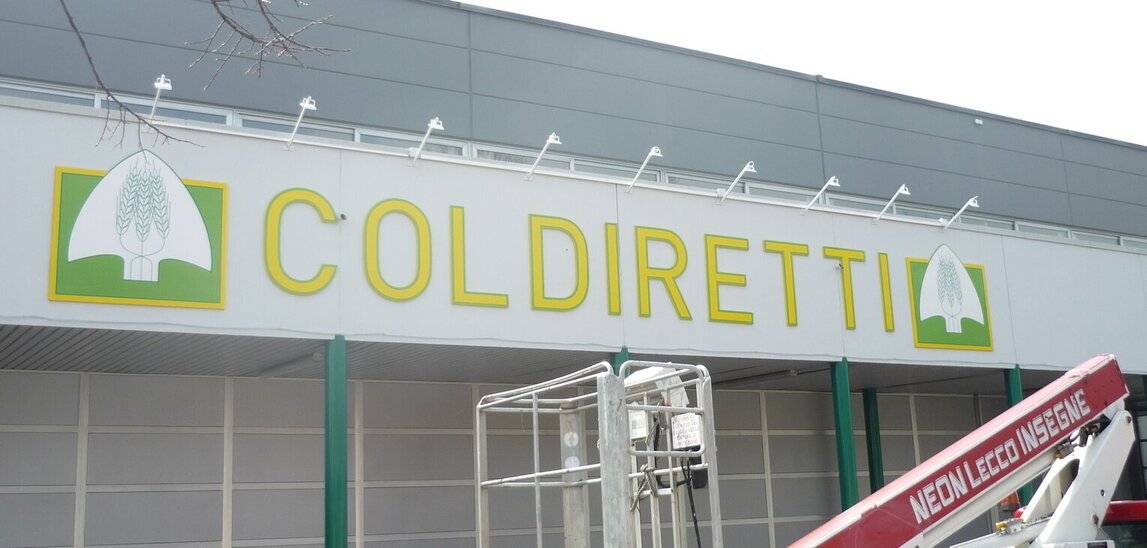 COLDIRETTI
NEON LECCO INSEGNE